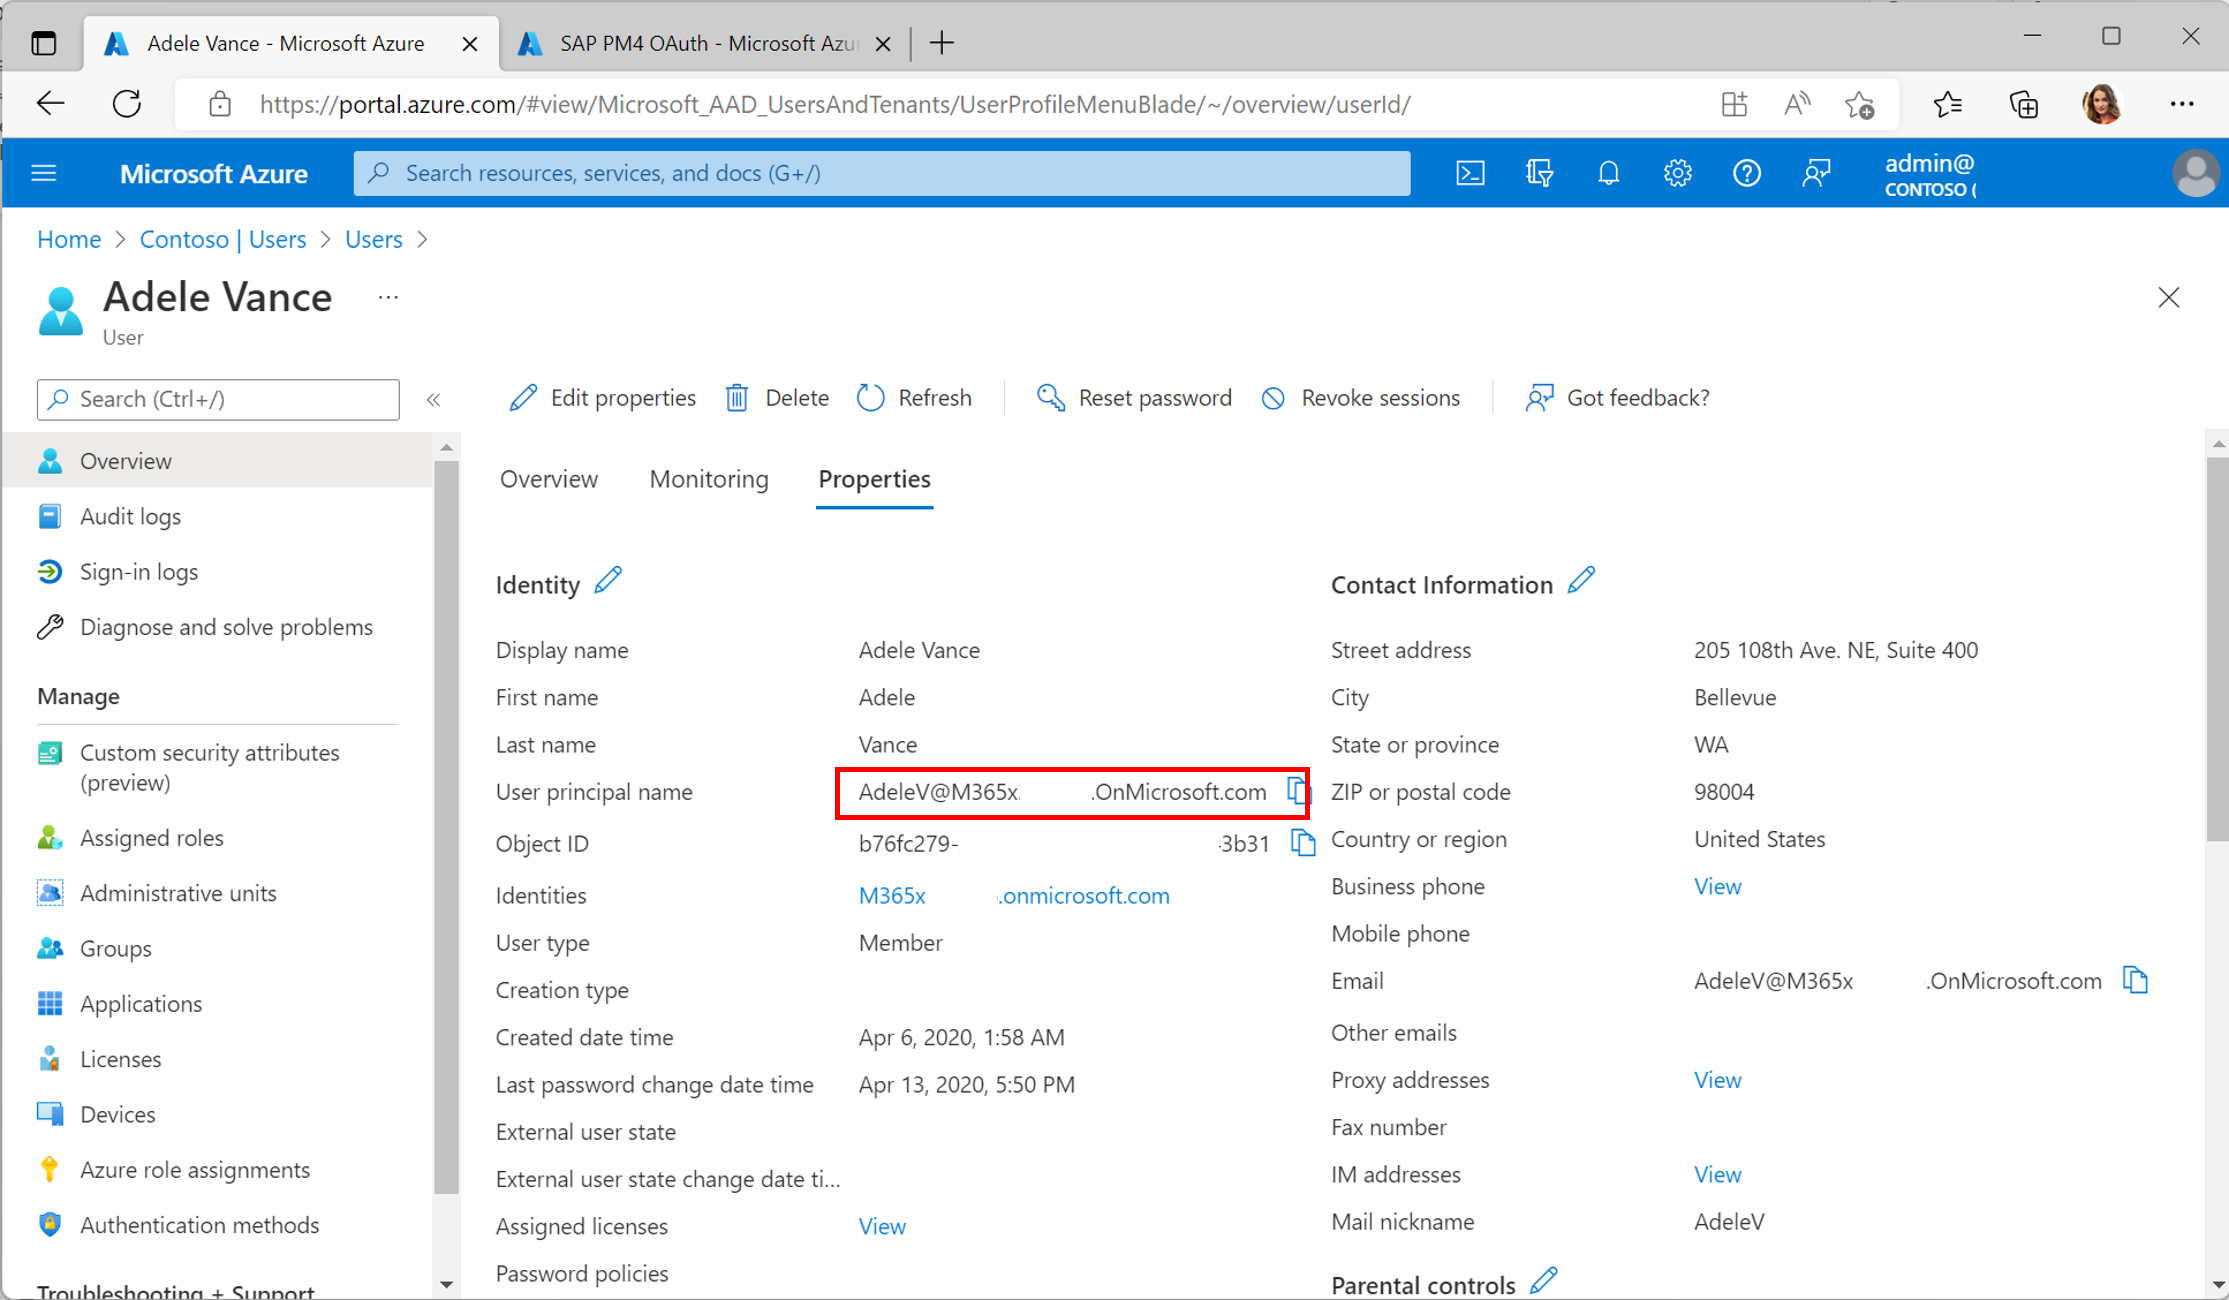 Adele Vance - Microsoft Azure
SAP PM4 OAuth - Microsoft Azu
https://portal.azure.com/#view/Microsoft_AAD_UsersAndTenants/UserProfileMenuBlade/~/overview/userId/
Microsoft Azure
Search resources, services, and docs (G+/)
admin@
CONTOSO (
Home > Contoso | Users > Users >
Adele Vance ...
User
Search (Ctrl+/)
«
Edit properties
Delete
Refresh
Reset password
Revoke sessions
Got feedback?
Overview
Audit logs
Sign-in logs
Diagnose and solve problems
Manage
Custom security attributes
(preview)
Assigned roles
Administrative units
Groups
Applications
Licenses
Devices
Azure role assignments
Authentication methods
Troubleshooting + Support
Overview
Monitoring
Properties
Identity
Display name Adele Vance
First name Adele
Last name Vance
User principal name AdeleV@M365x .OnMicrosoft.com
Object ID b76fc279- -3b31
Identities M365x .onmicrosoft.com
User type Member
Creation type
Created date time Apr 6, 2020, 1:58 AM
Last password change date time Apr 13, 2020, 5:50 PM
External user state
External user state change date ti...
Assigned licenses View
Password policies
Contact Information
Street address 205 108th Ave. NE, Suite 400
City Bellevue
State or province WA
ZIP or postal code 98004
Country or region United States
Business phone View
Mobile phone
Email AdeleV@M365x .OnMicrosoft.com
Other emails
Proxy addresses View
Fax number
IM addresses View
Mail nickname AdeleV
Parental controls